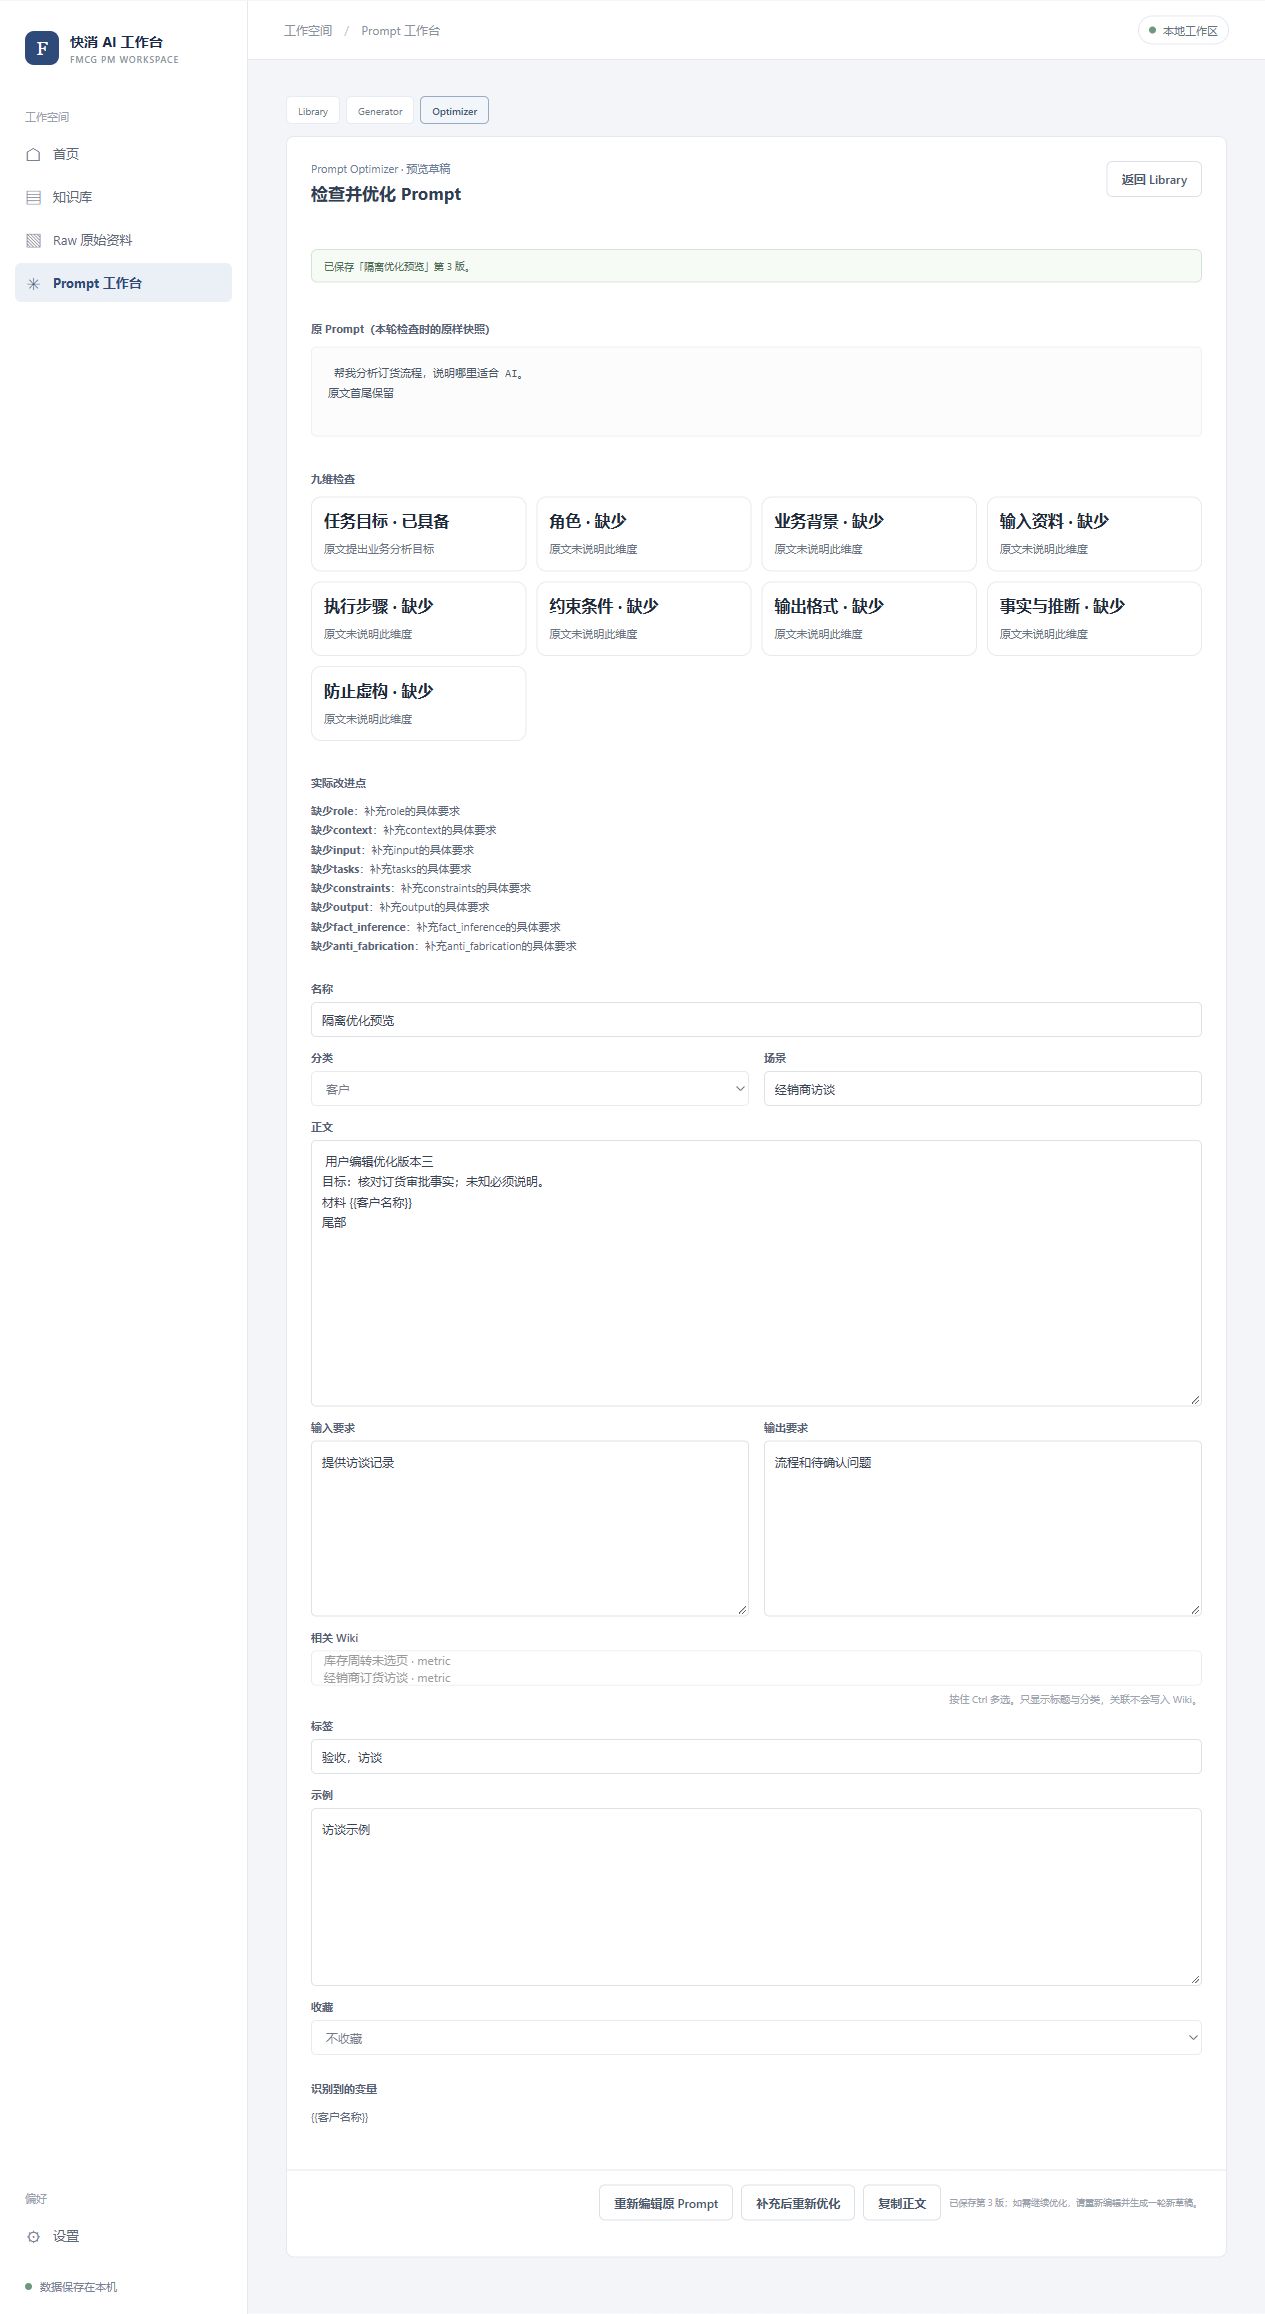 F
快消 AI 工作台
FMCG PM WORKSPACE
工作空间
首页
知识库
Raw 原始资料
Prompt 工作台
偏好
设置
数据保存在本机
工作空间 / Prompt 工作台
本地工作区
Library
Generator
Optimizer
Prompt Optimizer · 预览草稿
检查并优化 Prompt
返回 Library
已保存「隔离优化预览」第 3 版。
原 Prompt（本轮检查时的原样快照）
帮我分析订货流程，说明哪里适合 AI。
原文首尾保留
九维检查
任务目标 · 已具备
原文提出业务分析目标
角色 · 缺少
原文未说明此维度
业务背景 · 缺少
原文未说明此维度
输入资料 · 缺少
原文未说明此维度
执行步骤 · 缺少
原文未说明此维度
约束条件 · 缺少
原文未说明此维度
输出格式 · 缺少
原文未说明此维度
事实与推断 · 缺少
原文未说明此维度
防止虚构 · 缺少
原文未说明此维度
实际改进点
缺少role：补充role的具体要求
缺少context：补充context的具体要求
缺少input：补充input的具体要求
缺少tasks：补充tasks的具体要求
缺少constraints：补充constraints的具体要求
缺少output：补充output的具体要求
缺少fact_inference：补充fact_inference的具体要求
缺少anti_fabrication：补充anti_fabrication的具体要求
名称
隔离优化预览
分类
客户
场景
经销商访谈
正文
用户编辑优化版本三
目标：核对订货审批事实；未知必须说明。
材料 {{客户名称}}
尾部
输入要求
提供访谈记录
输出要求
流程和待确认问题
相关 Wiki
库存周转未选页 · metric
经销商订货访谈 · metric
按住 Ctrl 多选。只显示标题与分类，关联不会写入 Wiki。
标签
验收，访谈
示例
访谈示例
收藏
不收藏
识别到的变量
{{客户名称}}
重新编辑原 Prompt
补充后重新优化
复制正文
已保存第 3 版；如需继续优化，请重新编辑并生成一轮新草稿。